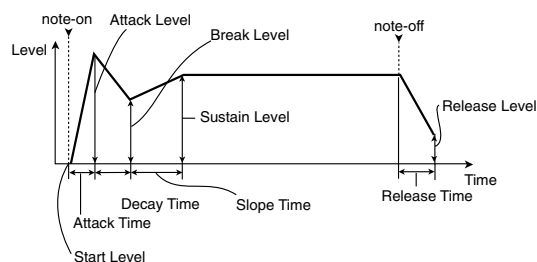 note-on
Attack Level
note-off
Break Level
Level
Release Level
Sustain Level
Time
Decay Time
Slope Time
Release Time
Attack Time
Start Level